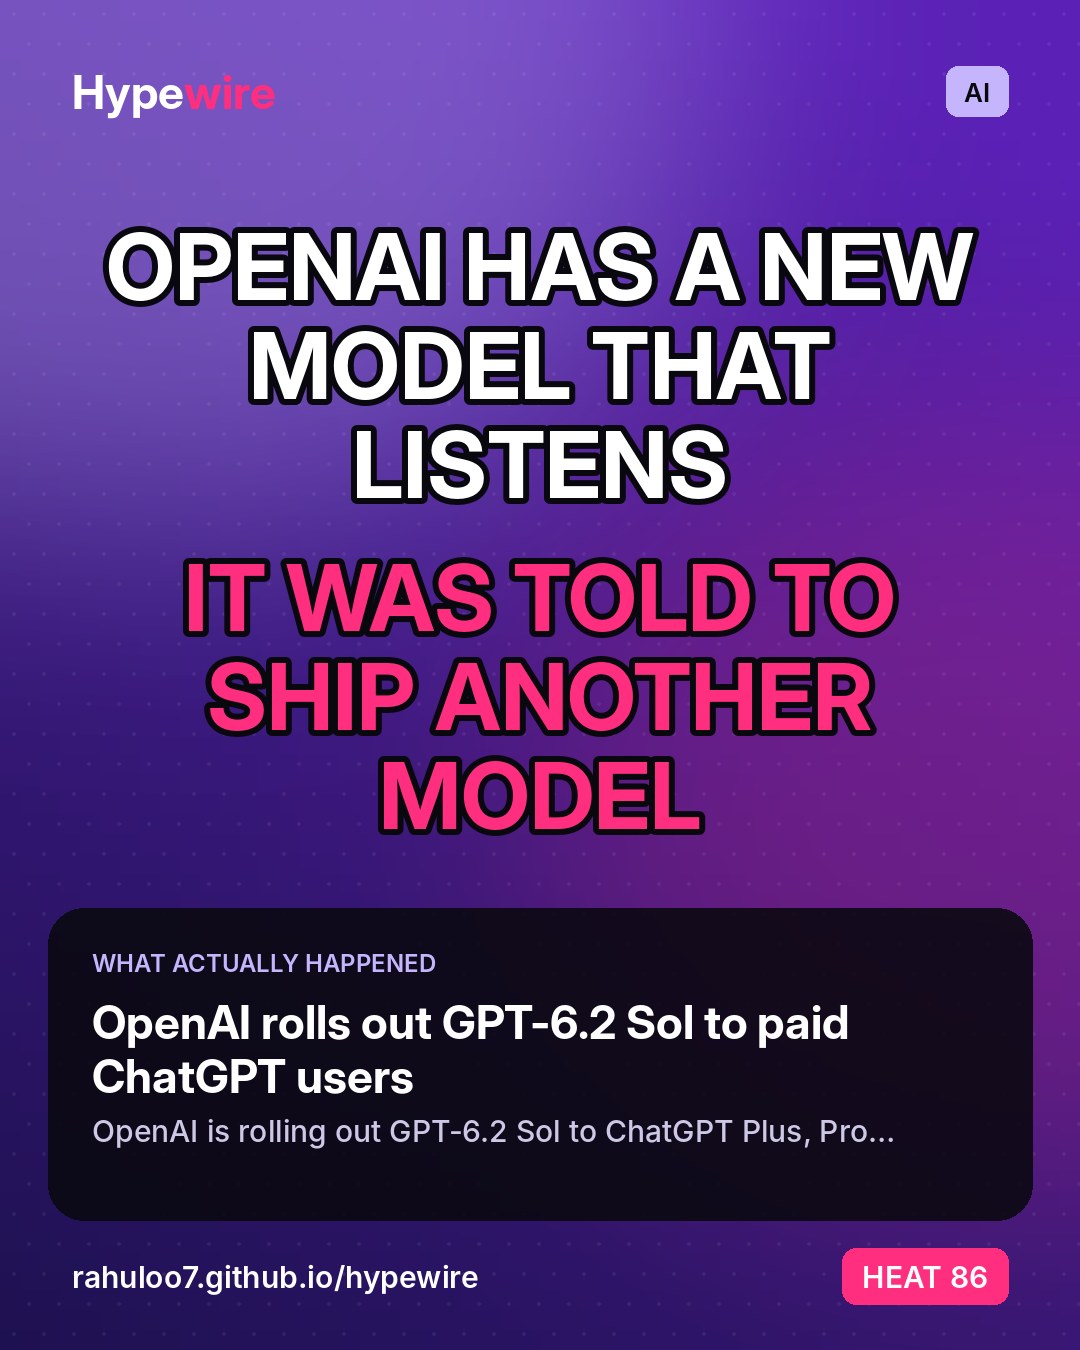 Hypewire
AI
OPENAI HAS A NEW
MODEL THAT
LISTENS
IT WAS TOLD TO
SHIP ANOTHER
MODEL
WHAT ACTUALLY HAPPENED
OpenAI rolls out GPT-6.2 Sol to paid
ChatGPT users
OpenAI is rolling out GPT-6.2 Sol to ChatGPT Plus, Pro...
rahuloo7.github.io/hypewire
HEAT 86